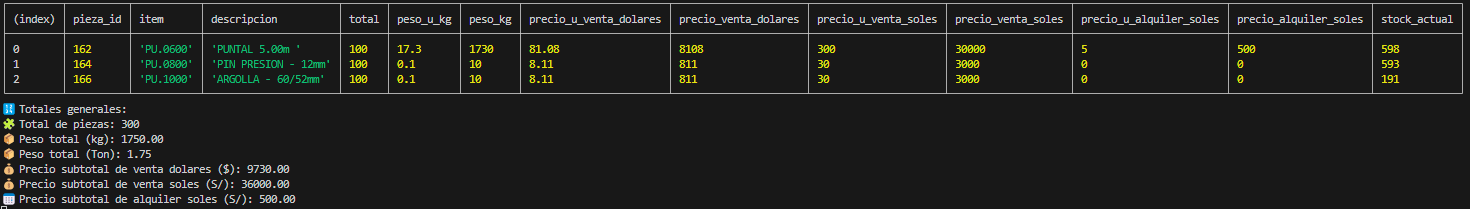 (index) pieza_id item descripcion total peso_u_kg peso_kg precio_u_venta_dolares precio_venta_dolares precio_u_venta_soles precio_venta_soles precio_u_alquiler_soles precio_alquiler_soles stock_actual
0 162 'PU.0600' 'PUNTAL 5.00m ' 100 17.3 1730 81.08 8108 300 30000 5 500 598
1 164 'PU.0800' 'PIN PRESION - 12mm' 100 0.1 10 8.11 811 30 3000 0 0 593
2 166 'PU.1000' 'ARGOLLA - 60/52mm' 100 0.1 10 8.11 811 30 3000 0 0 191
🔢 Totales generales:
🧩 Total de piezas: 300
📦 Peso total (kg): 1750.00
📦 Peso total (Ton): 1.75
💰 Precio subtotal de venta dolares ($): 9730.00
💰 Precio subtotal de venta soles (S/): 36000.00
📅 Precio subtotal de alquiler soles (S/): 500.00